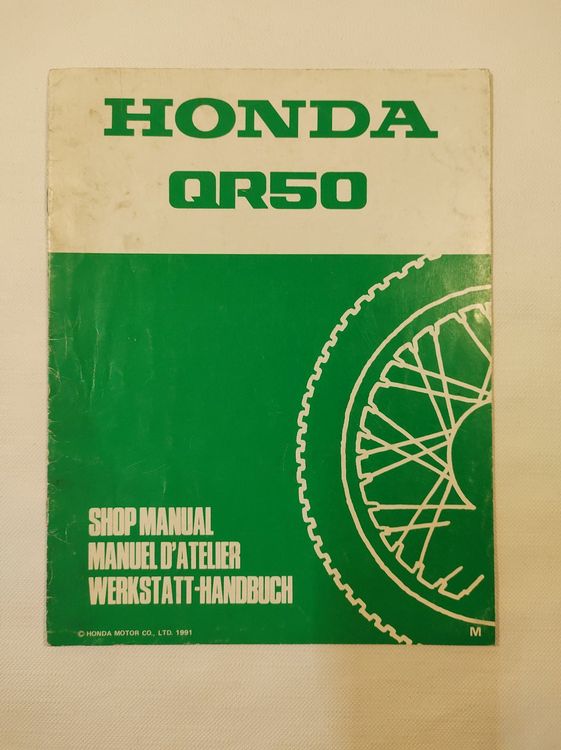 HONDA
QR50
SHOP MANUAL
MANUEL D'ATELIER
WERKSTATT-HANDBUCH
© HONDA MOTOR CO., LTD. 1991
M